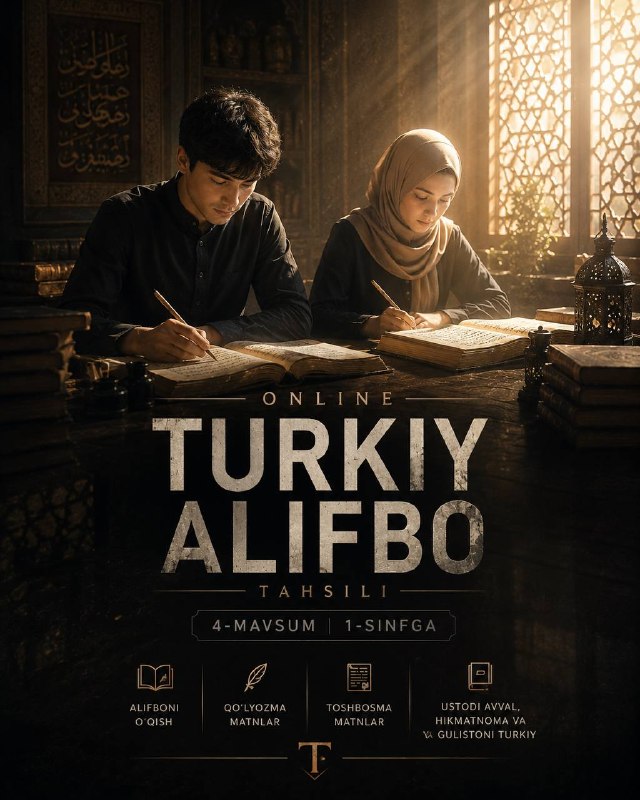 ONLINE
TURKIY
ALIFBO
TAHSILI
4-MAVSUM | 1-SINFGA
ALIFBONI
O'QISH
QO'LYOZMA
MATNLAR
TOSHBOSMA
MATNLAR
USTODI AVVAL,
HIKMATNOMA VA
VA GULISTONI TURKIY
T